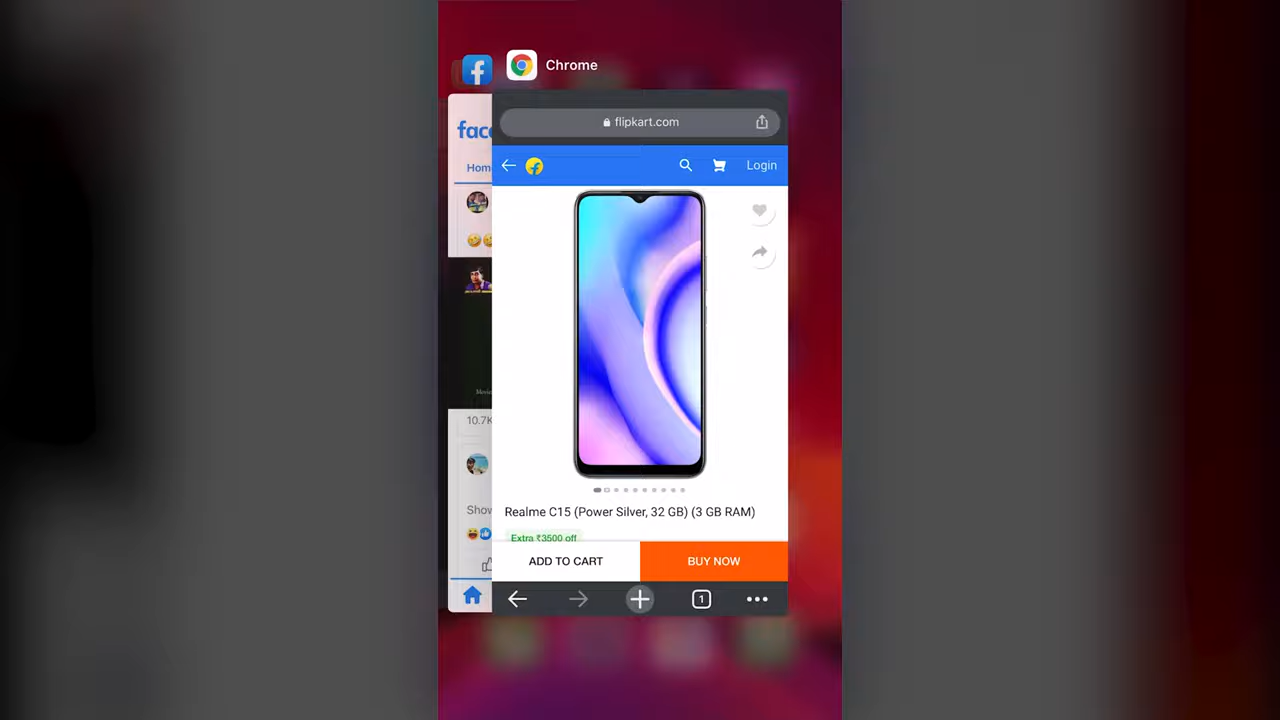 Chrome
flipkart.com
Login
Realme C15 (Power Silver, 32 GB) (3 GB RAM)
Extra ₹3500 off
ADD TO CART
BUY NOW
1
face
Home
10.7K
Show